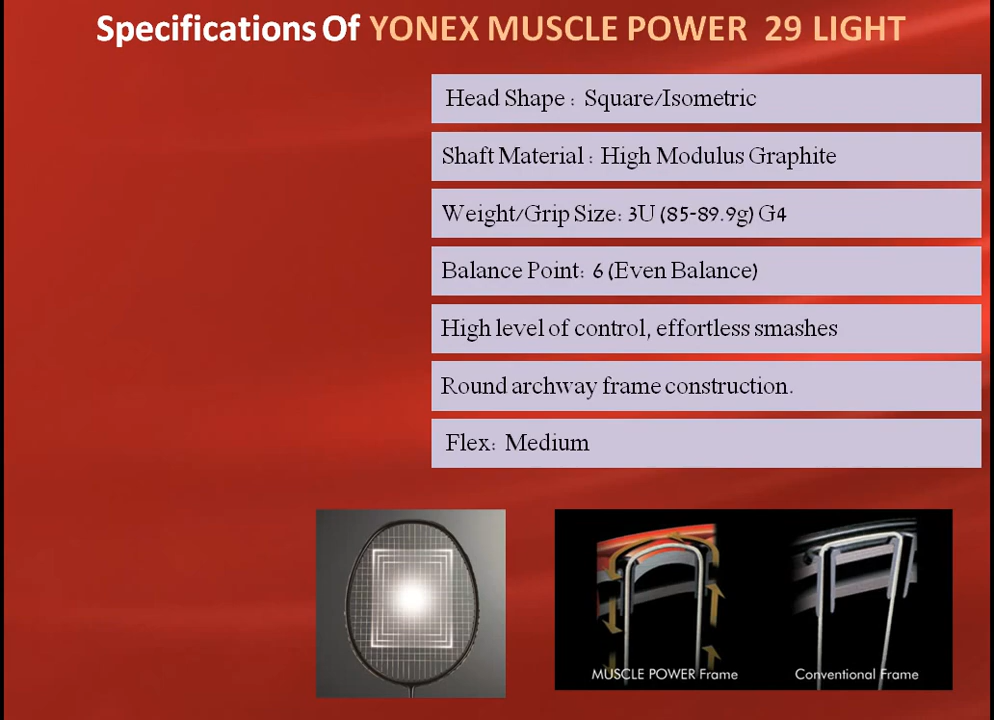 Specifications Of YONEX MUSCLE POWER 29 LIGHT
Head Shape : Square/Isometric
Shaft Material : High Modulus Graphite
Weight/Grip Size: 3U (85-89.9g) G4
Balance Point: 6 (Even Balance)
High level of control, effortless smashes
Round archway frame construction.
Flex: Medium
MUSCLE POWER Frame
Conventional Frame